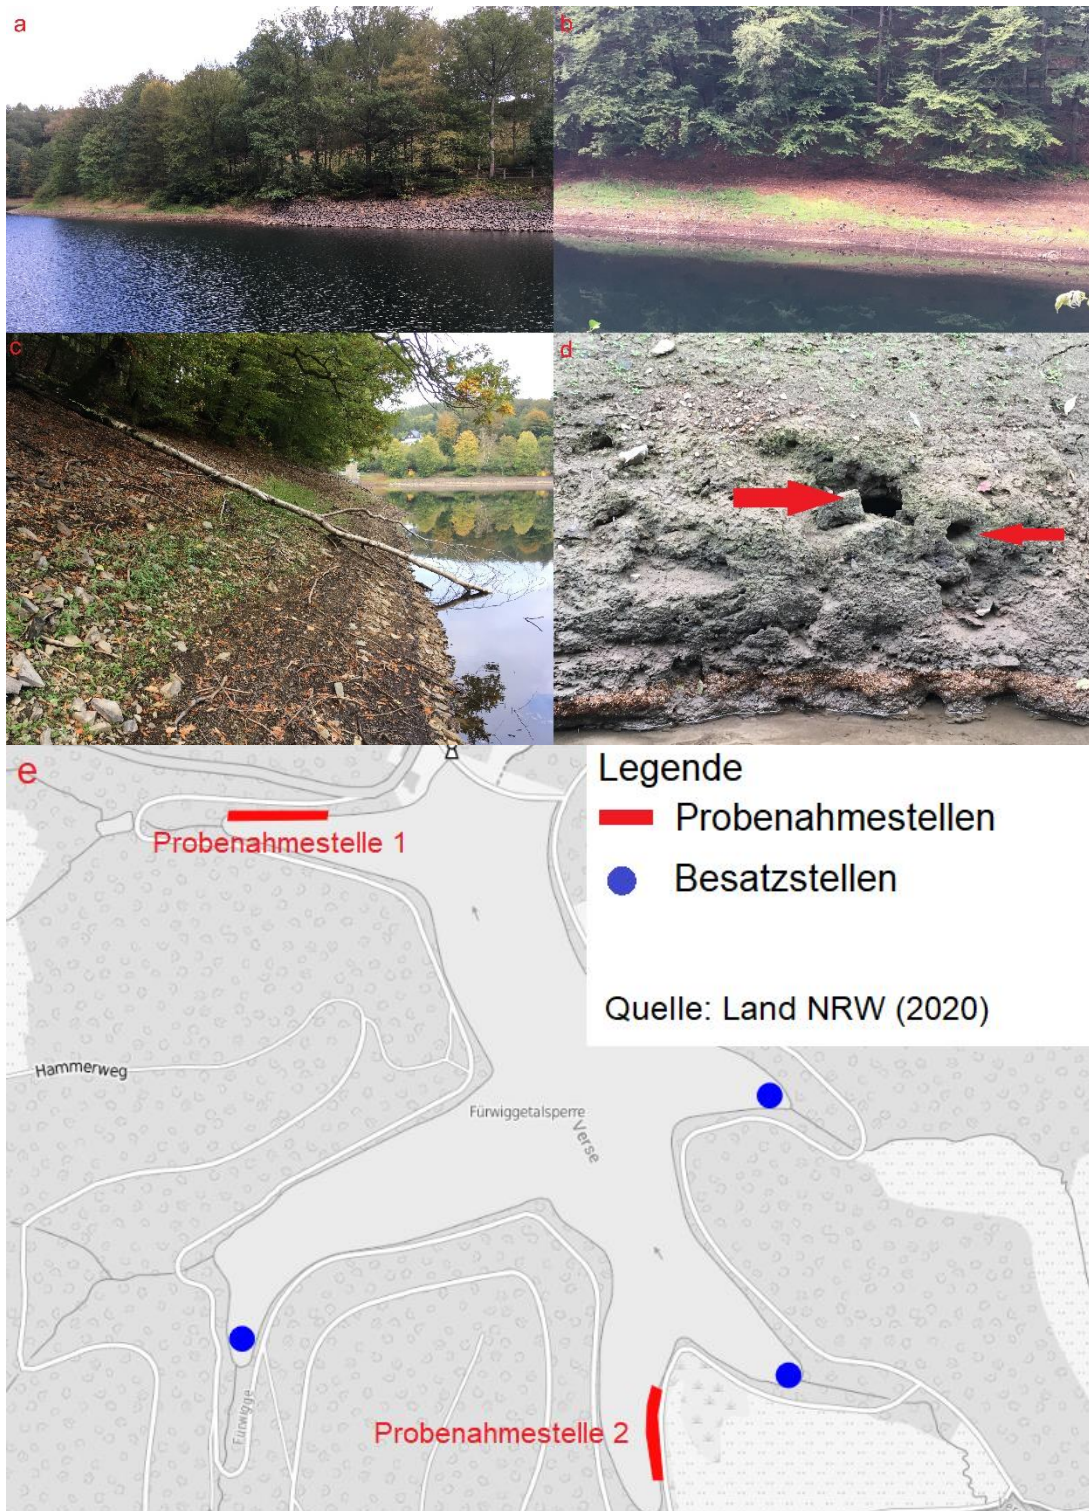 a
b
c
d
e
Legende
Probenahmestellen
Besatzstellen
Quelle: Land NRW (2020)
Probenahmestelle 1
Hammerweg
Fürwiggetalsperre
Verse
Fürwigge
Probenahmestelle 2